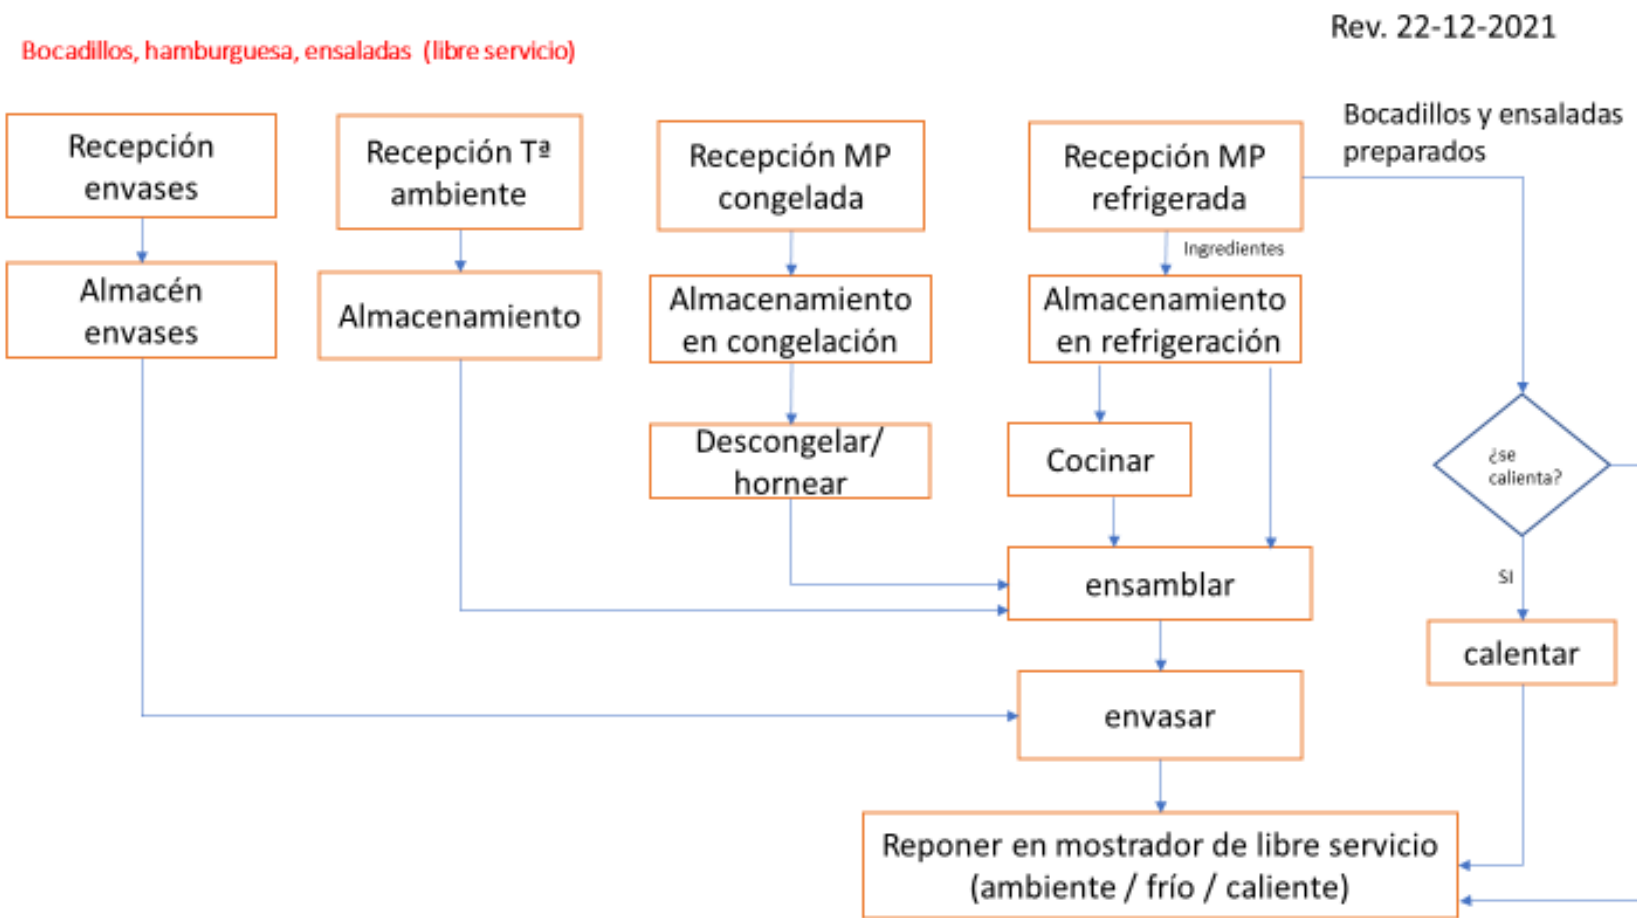 Rev. 22-12-2021
Bocadillos, hamburguesa, ensaladas (libre servicio)
Bocadillos y ensaladas
preparados
Recepción
envases
Recepción Tª
ambiente
Recepción MP
congelada
Recepción MP
refrigerada
Ingredientes
Almacén
envases
Almacenamiento
Almacenamiento
en congelación
Almacenamiento
en refrigeración
Descongelar/
hornear
Cocinar
¿se
calienta?
ensamblar
SI
calentar
envasar
Reponer en mostrador de libre servicio
(ambiente / frío / caliente)